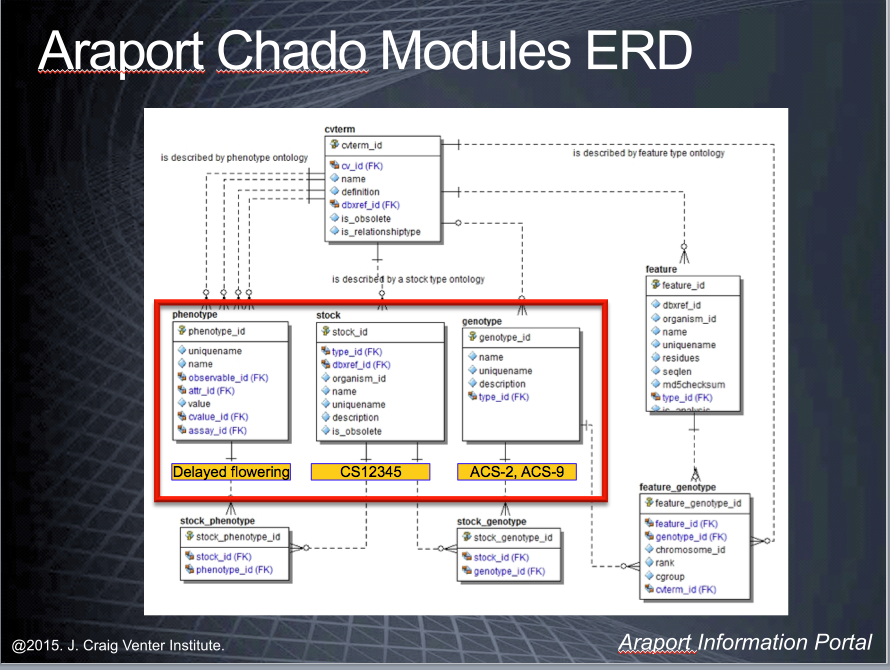 Araport Chado Modules ERD
cvterm
cvterm_id
cv_id (FK)
name
definition
dbxref_id (FK)
is_obsolete
is_relationshiptype
is described by phenotype ontology
is described by feature type ontology
is described by a stock type ontology
phenotype
phenotype_id
uniquename
name
observable_id (FK)
attr_id (FK)
value
cvalue_id (FK)
assay_id (FK)
Delayed flowering
stock
stock_id
type_id (FK)
dbxref_id (FK)
organism_id
name
uniquename
description
is_obsolete
CS12345
genotype
genotype_id
name
uniquename
description
type_id (FK)
ACS-2, ACS-9
feature
feature_id
dbxref_id
organism_id
name
uniquename
residues
seqlen
md5checksum
type_id (FK)
is_analysis
stock_phenotype
stock_phenotype_id
stock_id (FK)
phenotype_id (FK)
stock_genotype
stock_genotype_id
stock_id (FK)
genotype_id (FK)
feature_genotype
feature_genotype_id
feature_id (FK)
genotype_id (FK)
chromosome_id
rank
cgroup
cvterm_id (FK)
@2015. J. Craig Venter Institute.
Araport Information Portal